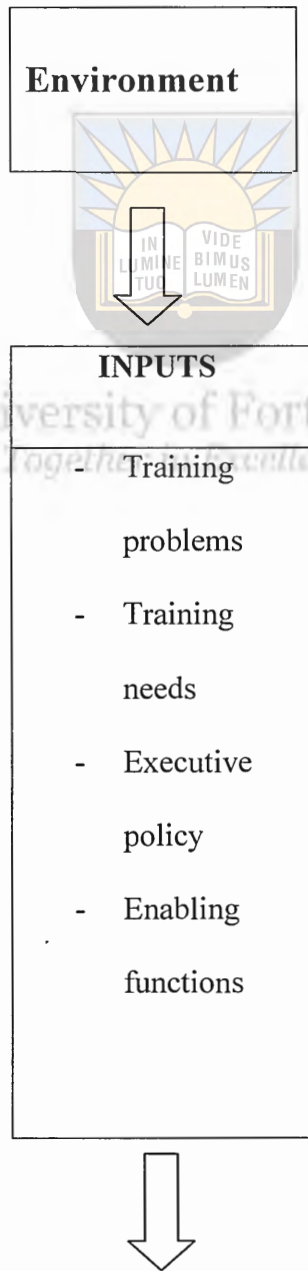 Environment
IN VIDE
LUMINE BIMUS
TUO LUMEN
INPUTS
iversity of Fort
Together in Excelle
- Training
problems
- Training
needs
- Executive
policy
- Enabling
functions